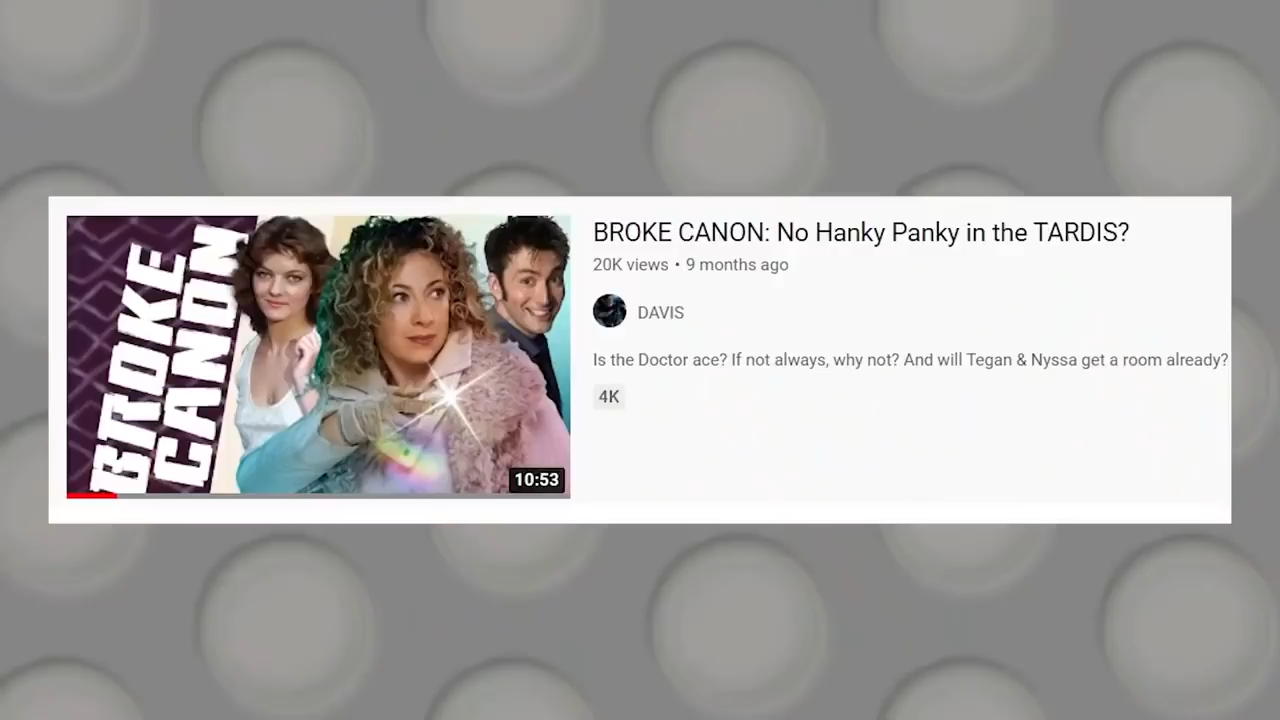 BROKE
CANON
10:53
BROKE CANON: No Hanky Panky in the TARDIS?
20K views • 9 months ago
DAVIS
Is the Doctor ace? If not always, why not? And will Tegan & Nyssa get a room already?
4K